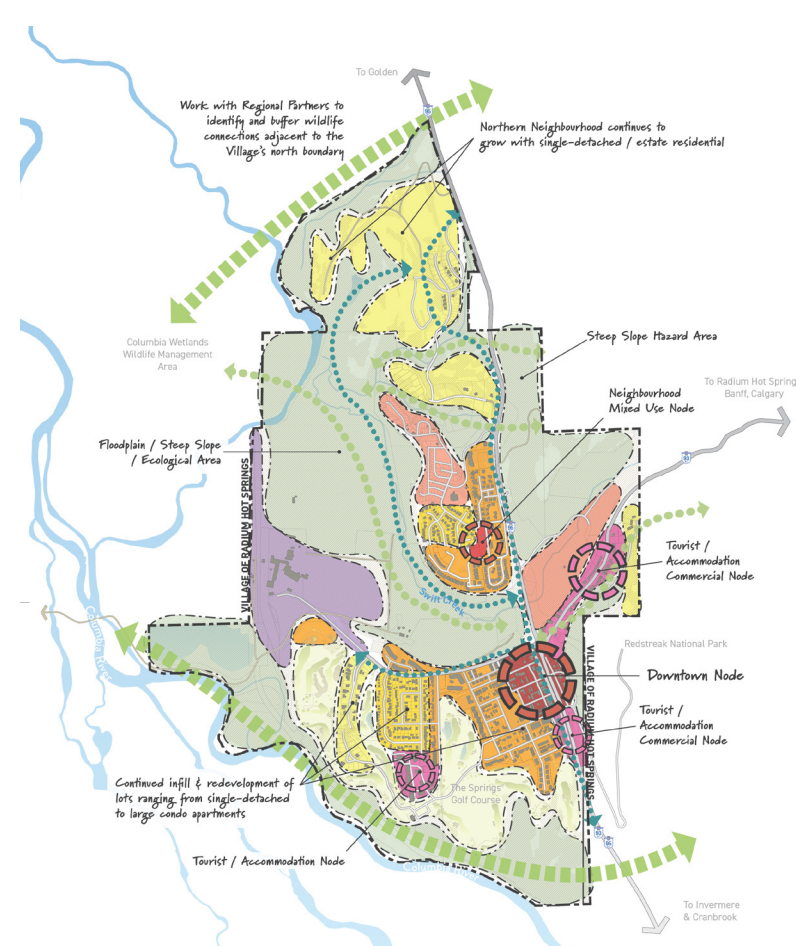 To Golden
Work with Regional Partners to
identify and buffer wildlife
connections adjacent to the
Village's north boundary
Northern Neighbourhood continues to
grow with single-detached / estate residential
Columbia Wetlands
Wildlife Management
Area
Steep Slope Hazard Area
To Radium Hot Spring
Banff, Calgary
Neighbourhood
Mixed Use Node
Floodplain / Steep Slope
/ Ecological Area
VILLAGE OF RADIUM HOT SPRINGS
Tourist /
Accommodation
Commercial Node
Swift Creek
Columbia River
Redstreak National Park
Downtown Node
VILLAGE OF RADIUM HOT SPRINGS
Tourist /
Accommodation
Commercial Node
Continued infill & redevelopment of
lots ranging from single-detached
to large condo apartments
The Springs
Golf Course
Tourist / Accommodation Node
Columbia River
To Invermere
& Cranbrook